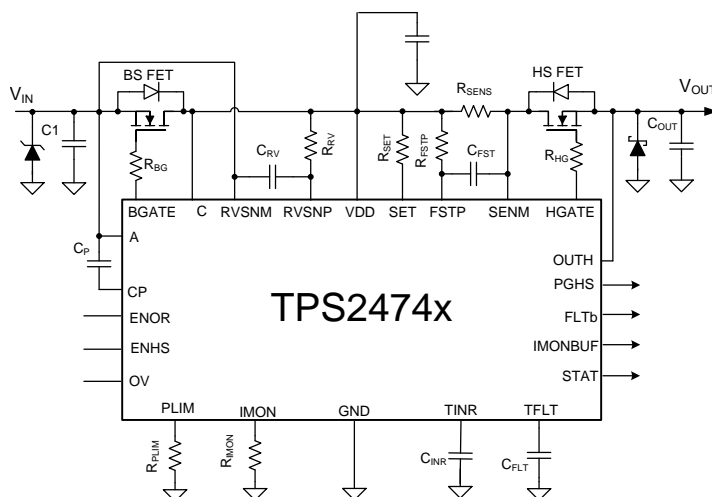 BS FET
HS FET
V_IN
R_SENS
V_OUT
C1
C_RV
R_RV
R_SET
R_FSTP
C_FST
C_OUT
R_BG
R_HG
BGATE C RVSNM RVSNP VDD SET FSTP SENM HGATE
A
C_P
OUTH
CP
PGHS
TPS2474x
ENOR
FLTb
ENHS
IMONBUF
OV
STAT
PLIM IMON GND TINR TFLT
R_PLIM
R_IMON
C_INR
C_FLT